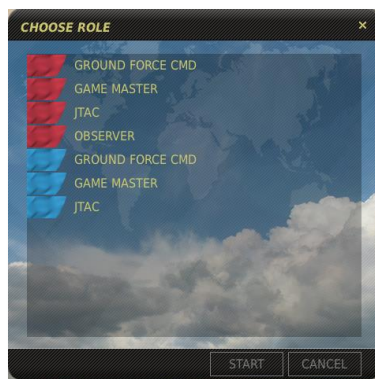 CHOOSE ROLE ×
GROUND FORCE CMD
GAME MASTER
JTAC
OBSERVER
GROUND FORCE CMD
GAME MASTER
JTAC
START CANCEL